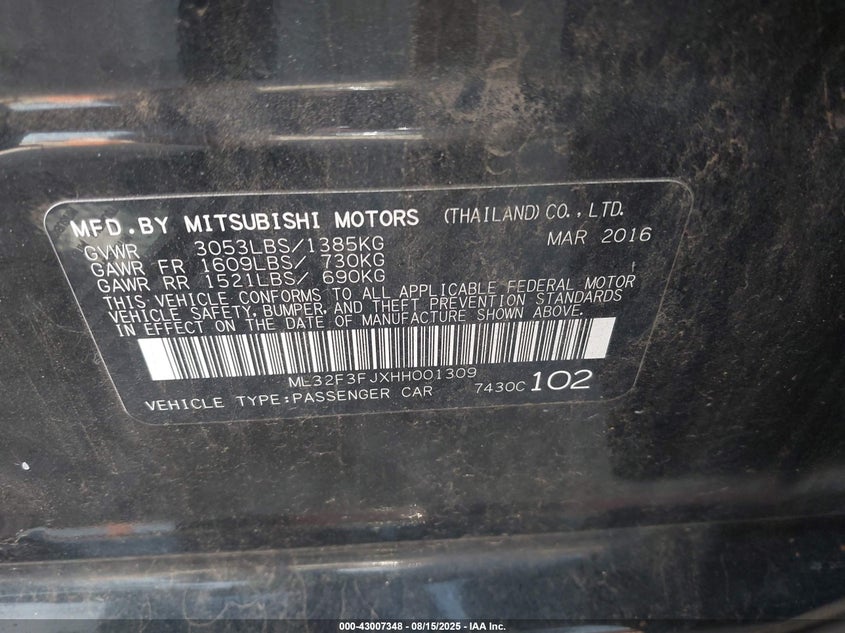 MFD.BY MITSUBISHI MOTORS (THAILAND) CO., LTD.
GVWR 3053LBS/1385KG MAR 2016
GAWR FR 1609LBS/ 730KG
GAWR RR 1521LBS/ 690KG
THIS VEHICLE CONFORMS TO ALL APPLICABLE FEDERAL MOTOR
VEHICLE SAFETY, BUMPER, AND THEFT PREVENTION STANDARDS
IN EFFECT ON THE DATE OF MANUFACTURE SHOWN ABOVE.
ML32F3FJXHH001309
VEHICLE TYPE:PASSENGER CAR 7430C 102
000-43007348 - 08/15/2025 - IAA Inc.